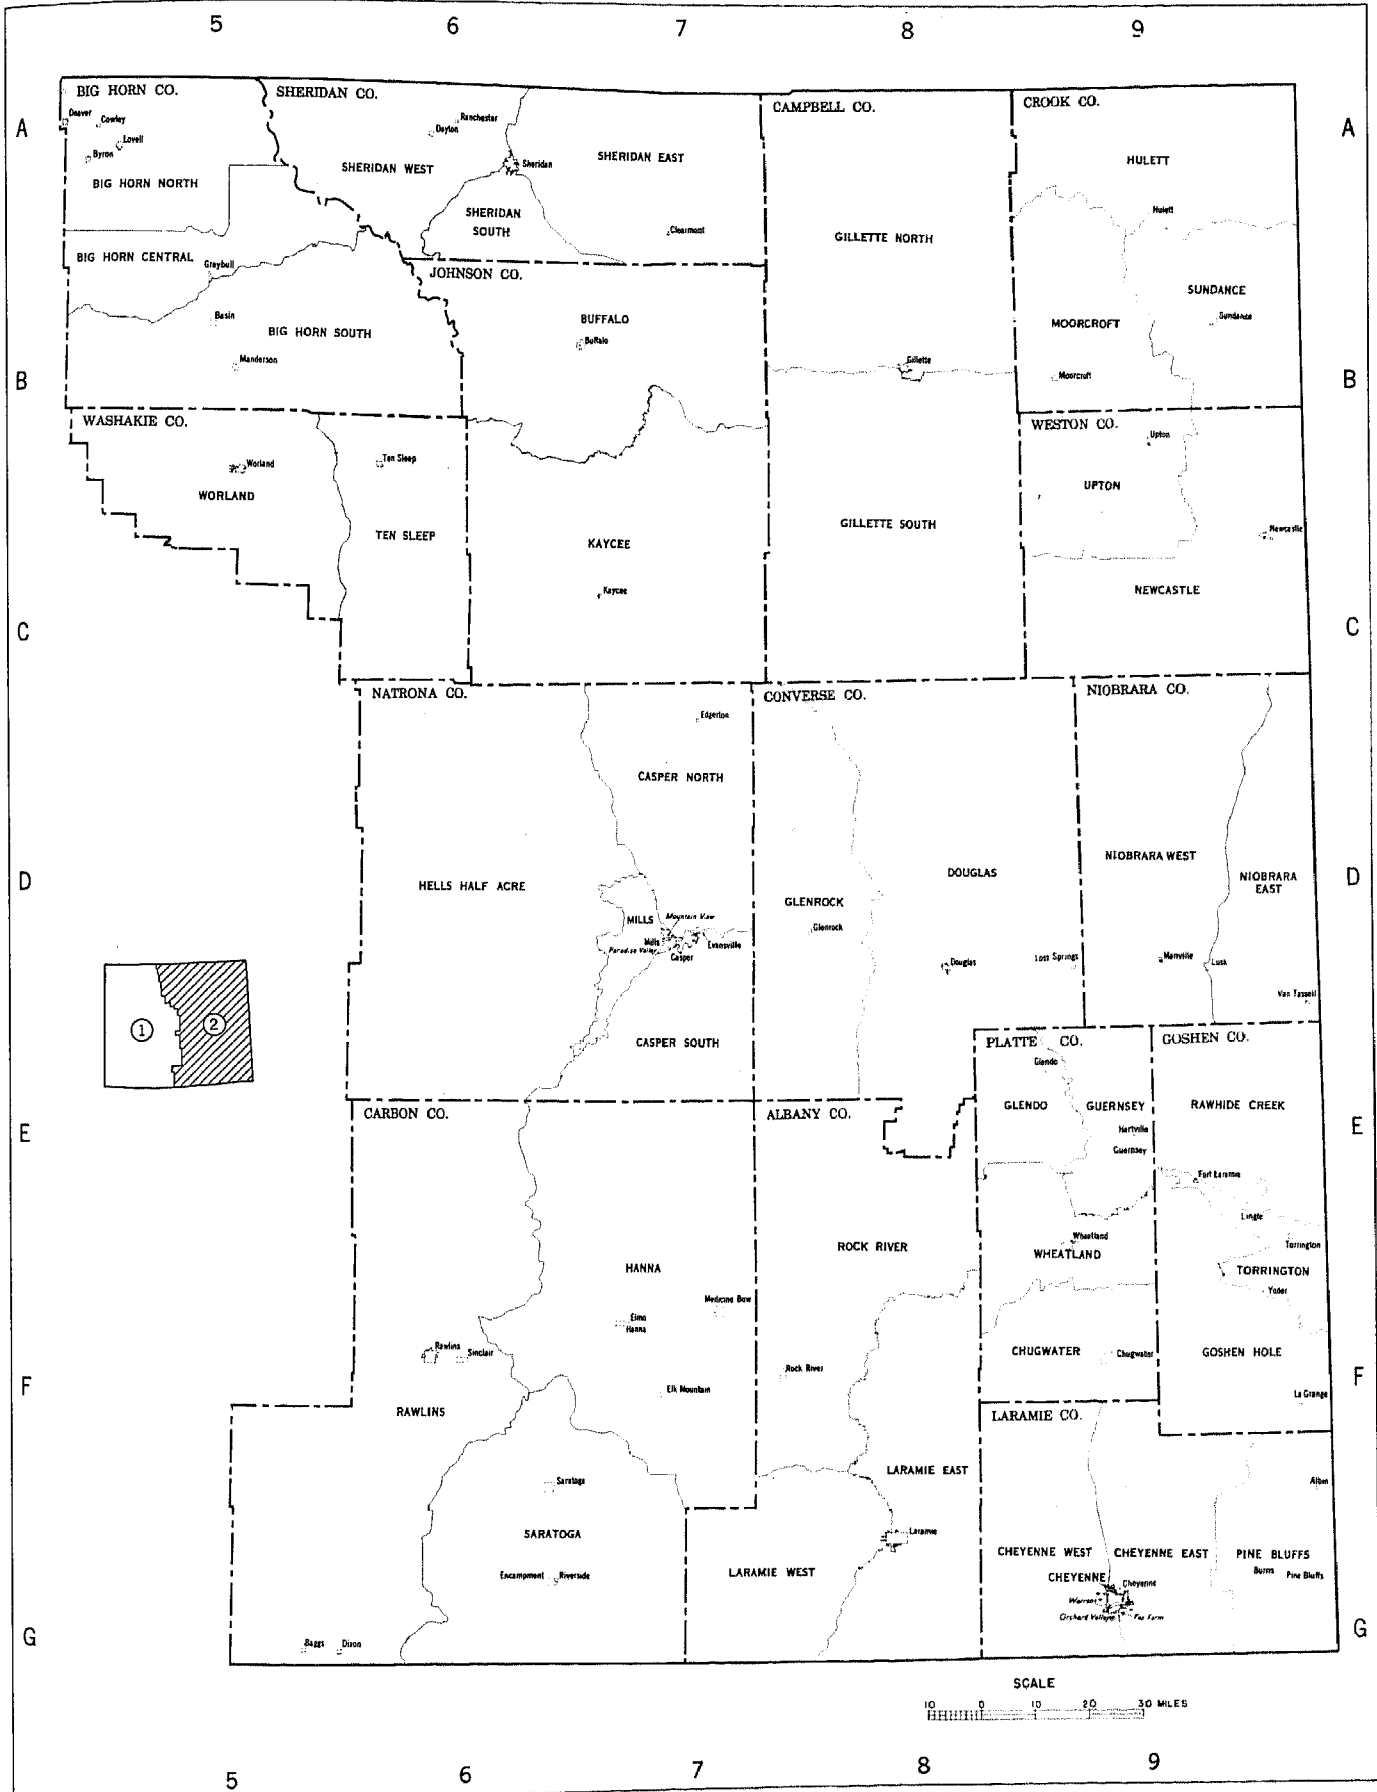 5 6 7 8 9
BIG HORN CO.
SHERIDAN CO.
CAMPBELL CO.
CROOK CO.
A
A
Deaver
Cowley
Lovell
Byron
BIG HORN NORTH
Ranchester
Dayton
SHERIDAN WEST
Sheridan
SHERIDAN EAST
SHERIDAN
SOUTH
Clearmont
HULETT
Hulett
GILLETTE NORTH
BIG HORN CENTRAL
Greybull
JOHNSON CO.
SUNDANCE
Sundance
Basin
BIG HORN SOUTH
BUFFALO
Buffalo
MOORCROFT
Manderson
Gillette
Moorcroft
B
B
WASHAKIE CO.
WESTON CO.
Upton
Worland
Ten Sleep
WORLAND
UPTON
TEN SLEEP
GILLETTE SOUTH
Newcastle
KAYCEE
Kaycee
NEWCASTLE
C
C
NATRONA CO.
CONVERSE CO.
NIOBRARA CO.
Edgerton
CASPER NORTH
NIOBRARA WEST
D
D
HELLS HALF ACRE
DOUGLAS
NIOBRARA
EAST
GLENROCK
Glenrock
MILLS
Mountain View
Mills
Evansville
Paradise Valley
Casper
Douglas
Lost Springs
Manville
Lusk
Van Tassell
1
2
CASPER SOUTH
PLATTE CO.
GOSHEN CO.
Glendo
CARBON CO.
ALBANY CO.
GLENDO
GUERNSEY
RAWHIDE CREEK
E
E
Hartville
Guernsey
Fort Laramie
Lingle
Wheatland
Torrington
ROCK RIVER
WHEATLAND
HANNA
TORRINGTON
Yoder
Medicine Bow
Elmo
Hanna
Rawlins
Sinclair
CHUGWATER
Chugwater
GOSHEN HOLE
Rock River
F
F
Elk Mountain
La Grange
RAWLINS
LARAMIE CO.
Saratoga
LARAMIE EAST
Albin
SARATOGA
Laramie
CHEYENNE WEST
CHEYENNE EAST
PINE BLUFFS
Encampment
Riverside
LARAMIE WEST
CHEYENNE
Cheyenne
Burns
Pine Bluffs
Warren
Orchard Valley
Fox Farm
G
G
Baggs
Dixon
SCALE
10 0 10 20 30 MILES
5 6 7 8 9